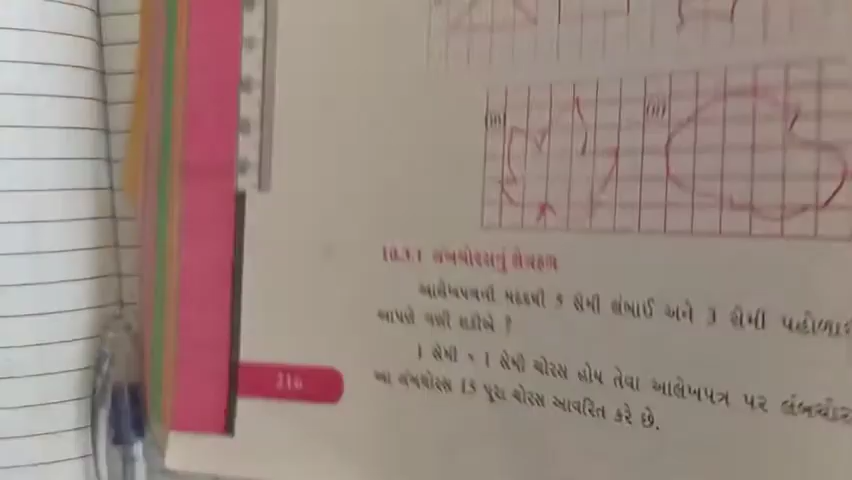 (iii) (ii)
10.3.1 લંબચોરસનું ક્ષેત્રફળ
આલેખપત્રની મદદથી 5 સેમી લંબાઈ અને 3 સેમી
આપણે શકીએ ?
1 સેમી × 1 સેમી ચોરસ હોય તેવા આલેખપત્ર પર
આ લંબચોરસ 15 પૂરા ચોરસ આવરિત કરે છે.
216